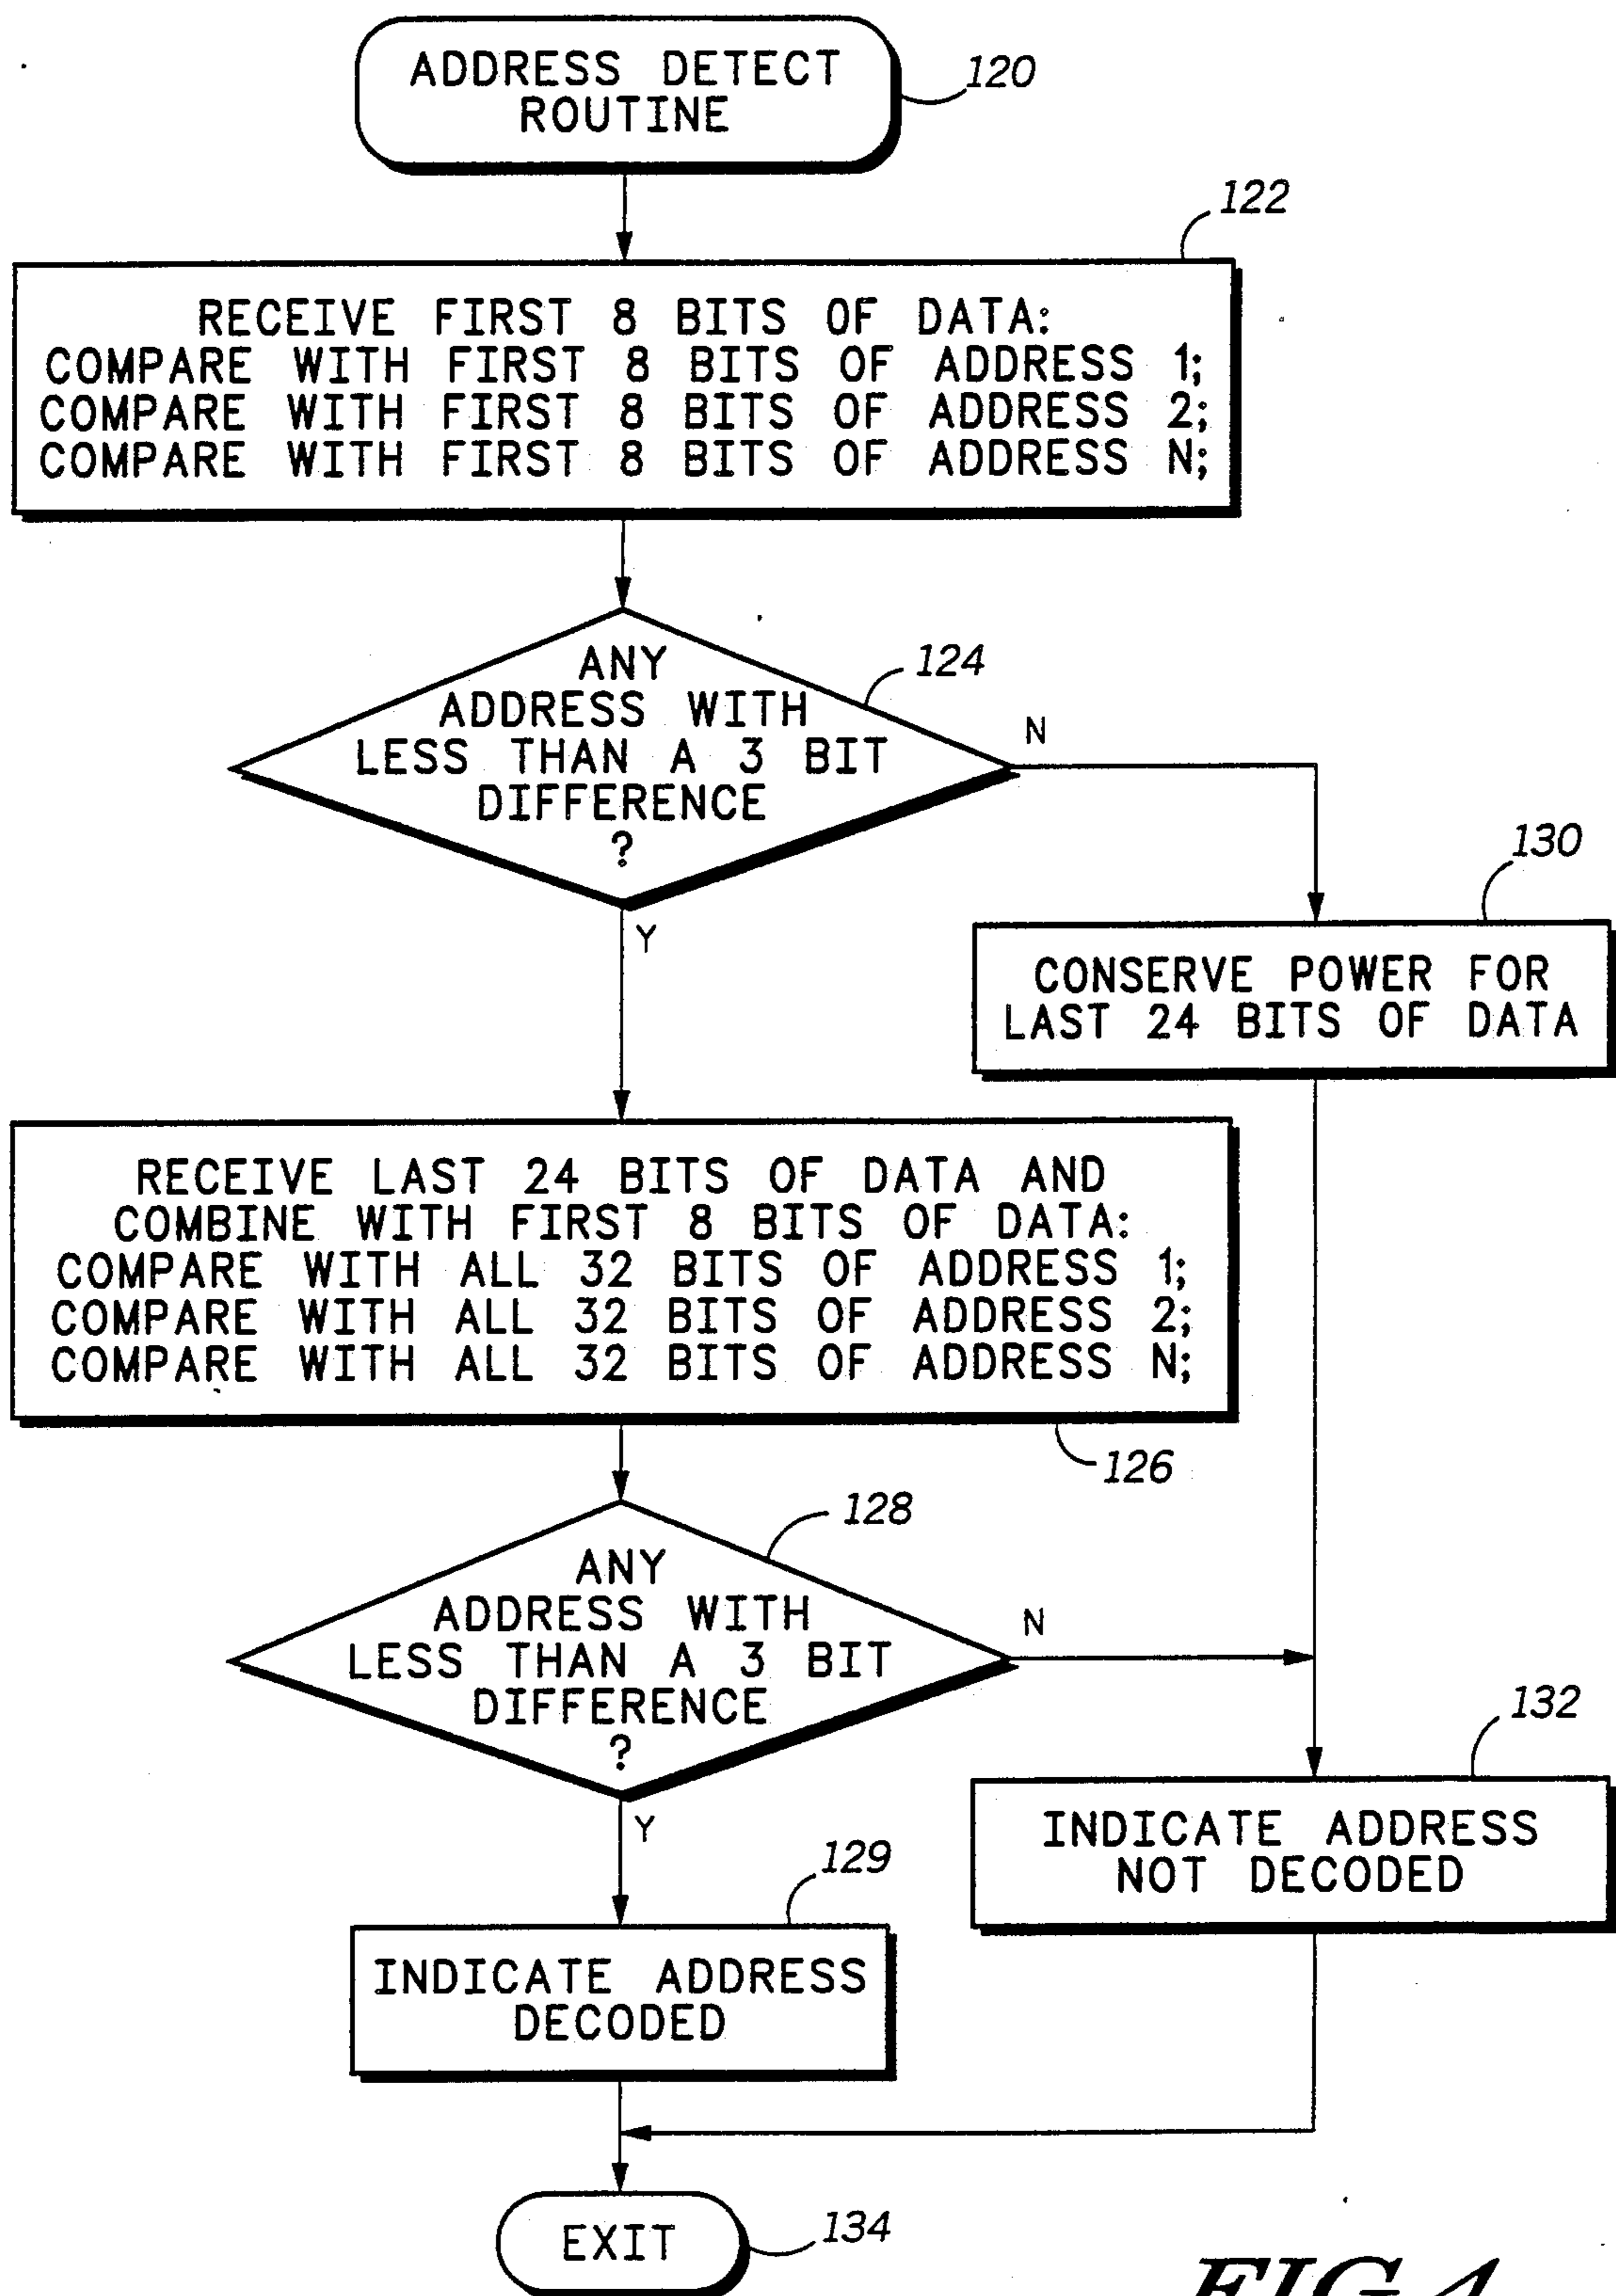 ADDRESS DETECT
ROUTINE
120
122
RECEIVE FIRST 8 BITS OF DATA:
COMPARE WITH FIRST 8 BITS OF ADDRESS 1;
COMPARE WITH FIRST 8 BITS OF ADDRESS 2;
COMPARE WITH FIRST 8 BITS OF ADDRESS N;
124
ANY
ADDRESS WITH
LESS THAN A 3 BIT
DIFFERENCE
?
N
Y
130
CONSERVE POWER FOR
LAST 24 BITS OF DATA
RECEIVE LAST 24 BITS OF DATA AND
COMBINE WITH FIRST 8 BITS OF DATA:
COMPARE WITH ALL 32 BITS OF ADDRESS 1;
COMPARE WITH ALL 32 BITS OF ADDRESS 2;
COMPARE WITH ALL 32 BITS OF ADDRESS N;
126
128
ANY
ADDRESS WITH
LESS THAN A 3 BIT
DIFFERENCE
?
N
Y
132
INDICATE ADDRESS
NOT DECODED
129
INDICATE ADDRESS
DECODED
EXIT
134
FIG.4